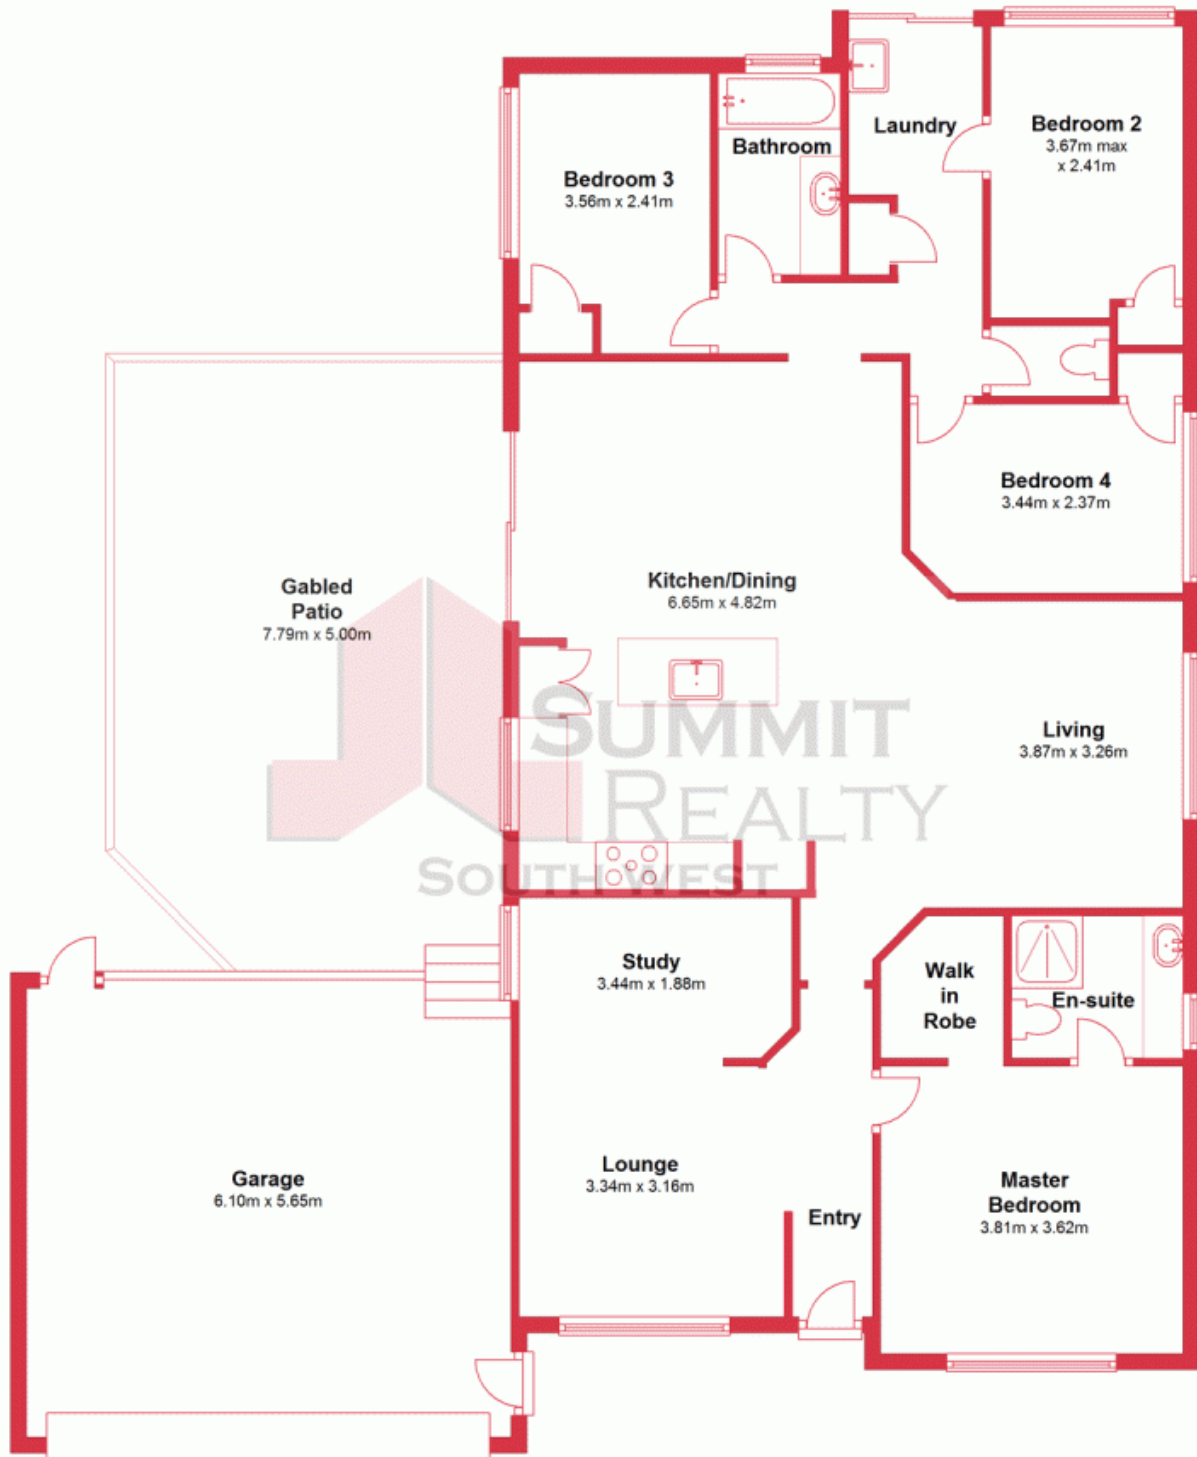 Laundry
Bedroom 2
3.67m max
x 2.41m
Bathroom
Bedroom 3
3.56m x 2.41m
Bedroom 4
3.44m x 2.37m
Gabled
Patio
7.79m x 5.00m
Kitchen/Dining
6.65m x 4.82m
Living
3.87m x 3.26m
SUMMIT
REALTY
SOUTH WEST
Study
3.44m x 1.88m
Walk
in
Robe
En-suite
Garage
6.10m x 5.65m
Lounge
3.34m x 3.16m
Entry
Master
Bedroom
3.81m x 3.62m